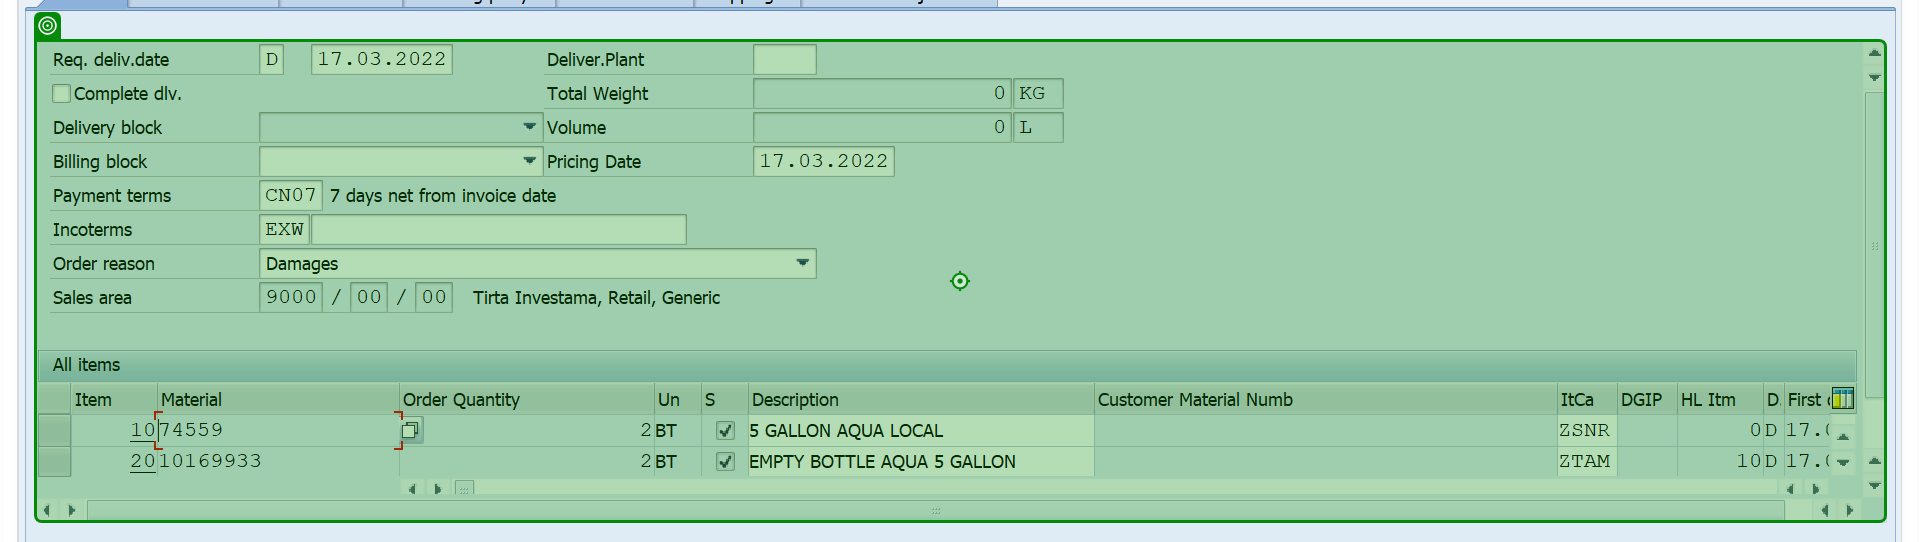 Req. deliv.date D 17.03.2022 Deliver.Plant
Complete dlv. Total Weight 0 KG
Delivery block Volume 0 L
Billing block Pricing Date 17.03.2022
Payment terms CN07 7 days net from invoice date
Incoterms EXW
Order reason Damages
Sales area 9000 / 00 / 00 Tirta Investama, Retail, Generic
All items
Item Material Order Quantity Un S Description Customer Material Numb ItCa DGIP HL Itm D. First
10 74559 2 BT 5 GALLON AQUA LOCAL ZSNR 0 D 17.0
20 10169933 2 BT EMPTY BOTTLE AQUA 5 GALLON ZTAM 10 D 17.0